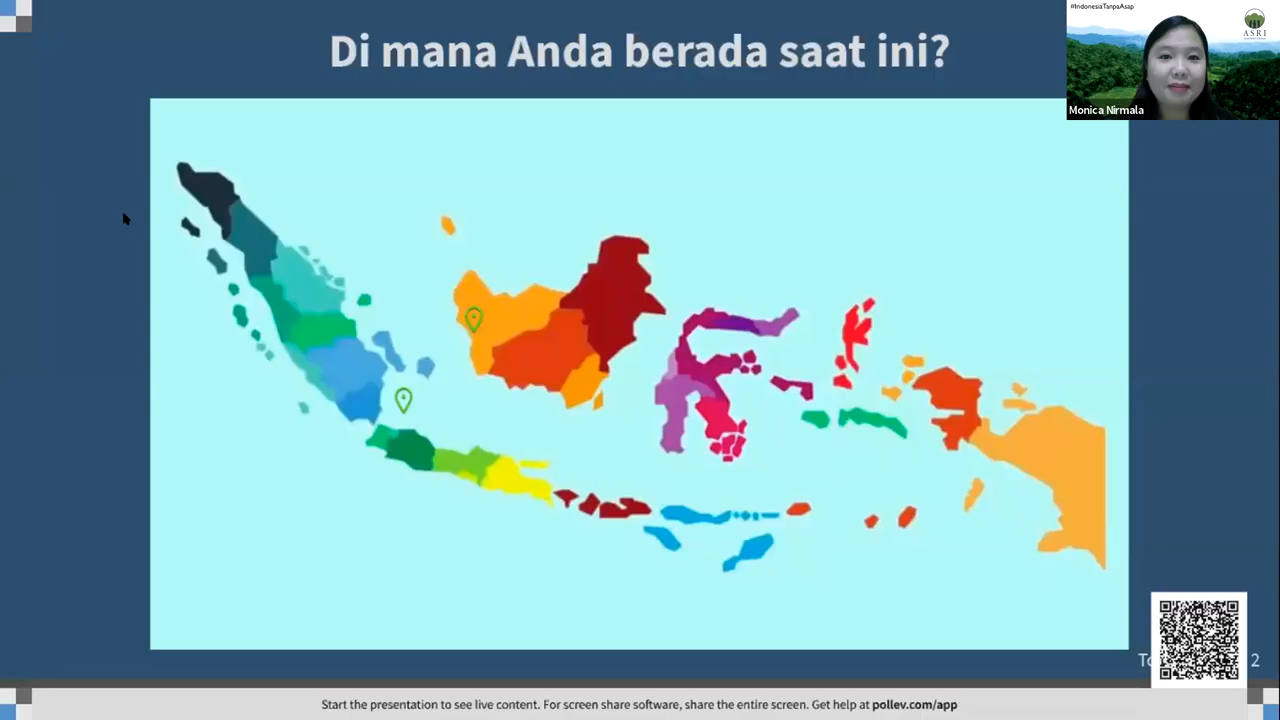 #IndonesiaTanpaAsap
Di mana Anda berada saat ini?
ASRI
Monica Nirmala
2
Start the presentation to see live content. For screen share software, share the entire screen. Get help at pollev.com/app